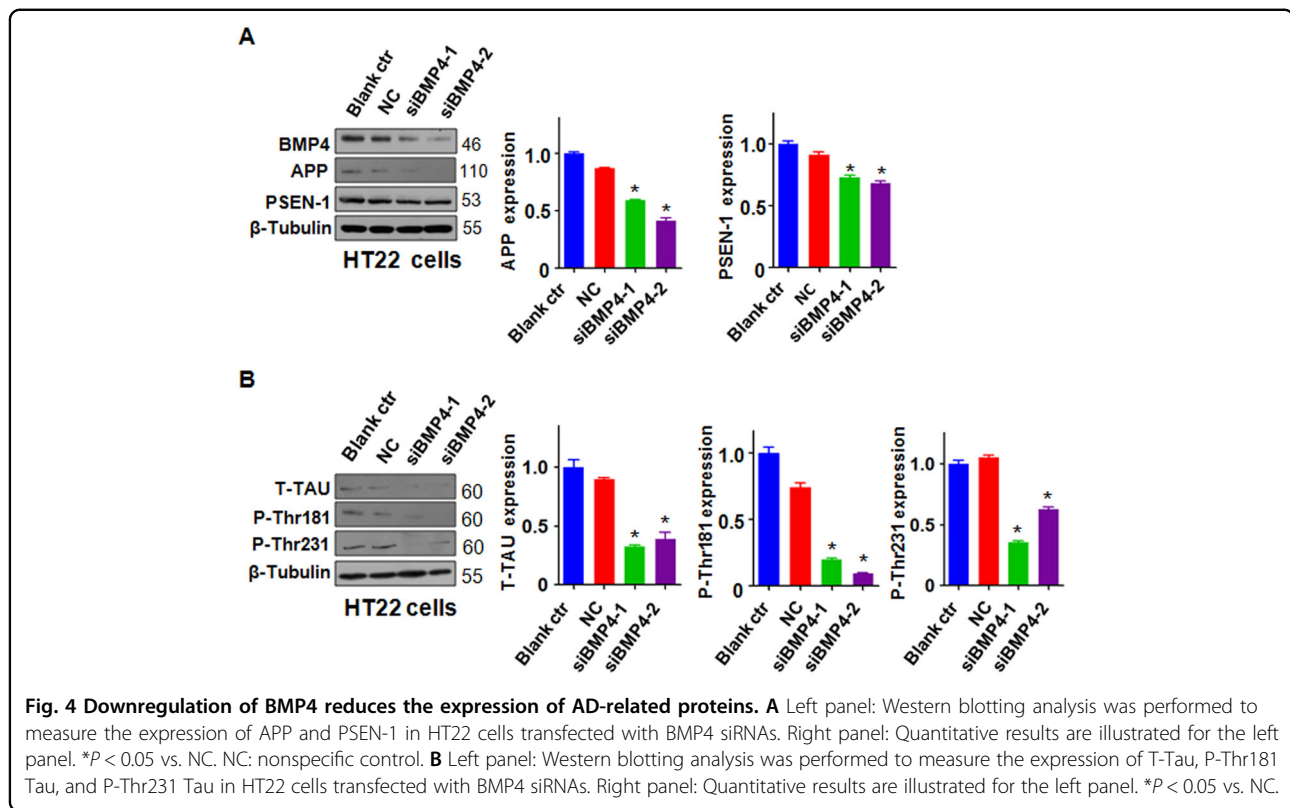 A
Blank ctr
NC
siBMP4-1
siBMP4-2
BMP4
46
APP
110
PSEN-1
53
β-Tubulin
55
HT22 cells
APP expression
1.0
0.5
0
Blank ctr
NC
siBMP4-1
siBMP4-2
*
*
PSEN-1 expression
1.0
0.5
0
Blank ctr
NC
siBMP4-1
siBMP4-2
*
*
B
Blank ctr
NC
siBMP4-1
siBMP4-2
T-TAU
60
P-Thr181
60
P-Thr231
60
β-Tubulin
55
HT22 cells
T-TAU expression
1.0
0.5
0
Blank ctr
NC
siBMP4-1
siBMP4-2
*
*
P-Thr181 expression
1.0
0.5
0
Blank ctr
NC
siBMP4-1
siBMP4-2
*
*
P-Thr231 expression
1.0
0.5
0
Blank ctr
NC
siBMP4-1
siBMP4-2
*
*
Fig. 4 Downregulation of BMP4 reduces the expression of AD-related proteins. A Left panel: Western blotting analysis was performed to
measure the expression of APP and PSEN-1 in HT22 cells transfected with BMP4 siRNAs. Right panel: Quantitative results are illustrated for the left
panel. *P < 0.05 vs. NC. NC: nonspecific control. B Left panel: Western blotting analysis was performed to measure the expression of T-Tau, P-Thr181
Tau, and P-Thr231 Tau in HT22 cells transfected with BMP4 siRNAs. Right panel: Quantitative results are illustrated for the left panel. *P < 0.05 vs. NC.